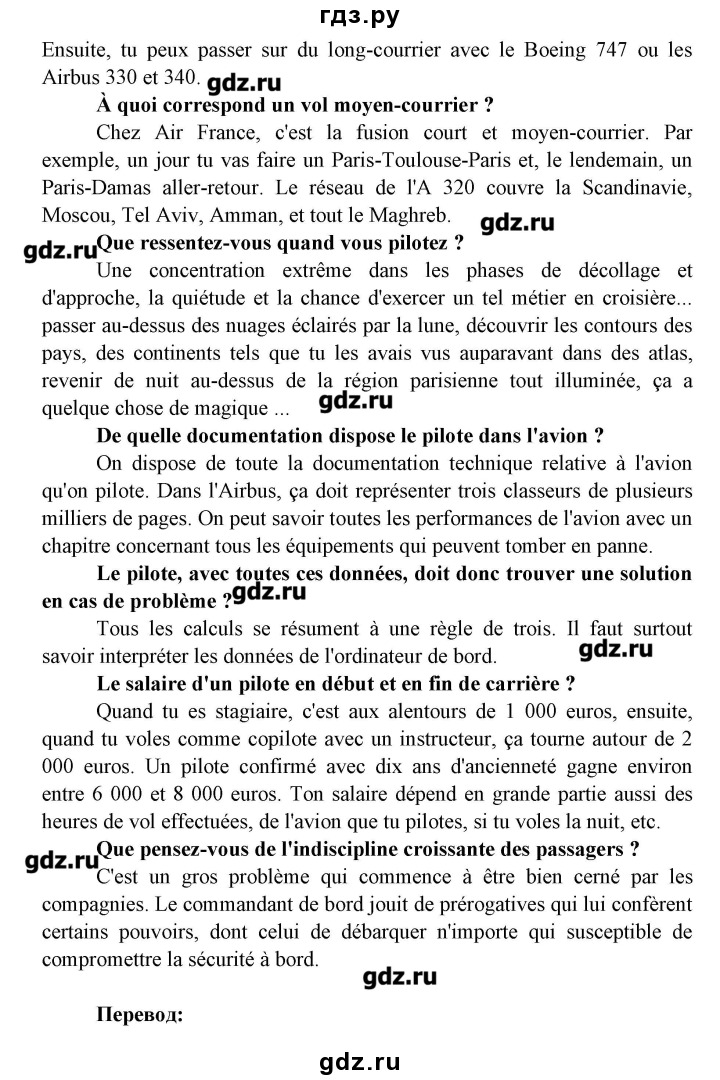 гдз.ру
Ensuite, tu peux passer sur du long-courrier avec le Boeing 747 ou les
Airbus 330 et 340. gdz.ru
À quoi correspond un vol moyen-courrier ?
Chez Air France, c'est la fusion court et moyen-courrier. Par
exemple, un jour tu vas faire un Paris-Toulouse-Paris et, le lendemain, un
Paris-Damas aller-retour. Le réseau de l'A 320 couvre la Scandinavie,
Moscou, Tel Aviv, Amman, et tout le Maghreb. gdz.ru
gdz.ru Que ressentez-vous quand vous pilotez ?
Une concentration extrême dans les phases de décollage et
d'approche, la quiétude et la chance d'exercer un tel métier en croisière...
passer au-dessus des nuages éclairés par la lune, découvrir les contours des
pays, des continents tels que tu les avais vus auparavant dans des atlas,
revenir de nuit au-dessus de la région parisienne tout illuminée, ça a
quelque chose de magique ... gdz.ru
De quelle documentation dispose le pilote dans l'avion ?
On dispose de toute la documentation technique relative à l'avion
qu'on pilote. Dans l'Airbus, ça doit représenter trois classeurs de plusieurs
milliers de pages. On peut savoir toutes les performances de l'avion avec un
chapitre concernant tous les équipements qui peuvent tomber en panne.
Le pilote, avec toutes ces données, doit donc trouver une solution
en cas de problème ? gdz.ru
Tous les calculs se résument à une règle de trois. Il faut surtout
savoir interpréter les données de l'ordinateur de bord. gdz.ru
Le salaire d'un pilote en début et en fin de carrière ?
Quand tu es stagiaire, c'est aux alentours de 1 000 euros, ensuite,
quand tu voles comme copilote avec un instructeur, ça tourne autour de 2
000 euros. Un pilote confirmé avec dix ans d'ancienneté gagne environ
entre 6 000 et 8 000 euros. Ton salaire dépend en grande partie aussi des
heures de vol effectuées, de l'avion que tu pilotes, si tu voles la nuit, etc.
gdz.ru Que pensez-vous de l'indiscipline croissante des passagers ?
C'est un gros problème qui commence à être bien cerné par les
compagnies. Le commandant de bord jouit de prérogatives qui lui confèrent
certains pouvoirs, dont celui de débarquer n'importe qui susceptible de
compromettre la sécurité à bord. gdz.ru
Перевод:
gdz.ru